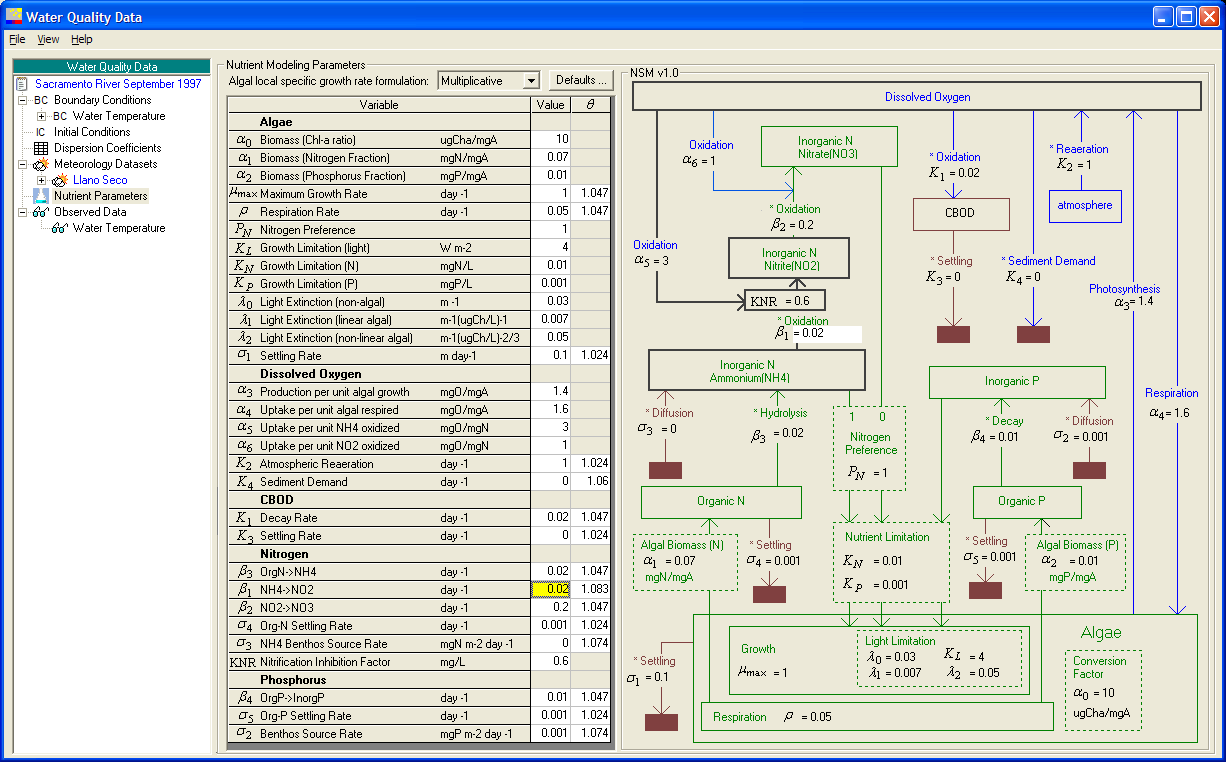 Water Quality Data
File View Help
Water Quality Data
Sacramento River September 1997
BC Boundary Conditions
BC Water Temperature
IC Initial Conditions
Dispersion Coefficients
Meteorology Datasets
Llano Seco
Nutrient Parameters
Observed Data
Water Temperature
Nutrient Modeling Parameters
Algal local specific growth rate formulation: Multiplicative Defaults ...
Variable Value θ
Algae
α0 Biomass (Chl-a ratio) ugCha/mgA 10
α1 Biomass (Nitrogen Fraction) mgN/mgA 0.07
α2 Biomass (Phosphorus Fraction) mgP/mgA 0.01
μmax Maximum Growth Rate day -1 1 1.047
ρ Respiration Rate day -1 0.05 1.047
PN Nitrogen Preference 1
KL Growth Limitation (light) W m-2 4
KN Growth Limitation (N) mgN/L 0.01
KP Growth Limitation (P) mgP/L 0.001
λ0 Light Extinction (non-algal) m -1 0.03
λ1 Light Extinction (linear algal) m-1(ugCh/L)-1 0.007
λ2 Light Extinction (non-linear algal) m-1(ugCh/L)-2/3 0.05
σ1 Settling Rate m day-1 0.1 1.024
Dissolved Oxygen
α3 Production per unit algal growth mgO/mgA 1.4
α4 Uptake per unit algal respired mgO/mgA 1.6
α5 Uptake per unit NH4 oxidized mgO/mgN 3
α6 Uptake per unit NO2 oxidized mgO/mgN 1
K2 Atmospheric Reaeration day -1 1 1.024
K4 Sediment Demand day -1 0 1.06
CBOD
K1 Decay Rate day -1 0.02 1.047
K3 Settling Rate day -1 0 1.024
Nitrogen
β3 OrgN->NH4 day -1 0.02 1.047
β1 NH4->NO2 day -1 0.02 1.083
β2 NO2->NO3 day -1 0.2 1.047
σ4 Org-N Settling Rate day -1 0.001 1.024
σ3 NH4 Benthos Source Rate mgN m-2 day -1 0 1.074
KNR Nitrification Inhibition Factor mg/L 0.6
Phosphorus
β4 OrgP->InorgP day -1 0.01 1.047
σ5 Org-P Settling Rate day -1 0.001 1.024
σ2 Benthos Source Rate mgP m-2 day -1 0.001 1.074
NSM v1.0
Dissolved Oxygen
Oxidation
α6 = 1
Inorganic N
Nitrate(NO3)
* Oxidation
K1 = 0.02
* Reaeration
K2 = 1
CBOD
atmosphere
* Oxidation
β2 = 0.2
Oxidation
α5 = 3
Inorganic N
Nitrite(NO2)
* Settling
K3 = 0
* Sediment Demand
K4 = 0
Photosynthesis
α3= 1.4
KNR = 0.6
* Oxidation
β1 = 0.02
Inorganic N
Ammonium(NH4)
Inorganic P
Respiration
α4= 1.6
* Diffusion
σ3 = 0
* Hydrolysis
β3 = 0.02
1 0
Nitrogen
Preference
PN = 1
* Decay
β4 = 0.01
* Diffusion
σ2 = 0.001
Organic N
Organic P
Algal Biomass (N)
α1 = 0.07
mgN/mgA
* Settling
σ4 = 0.001
Nutrient Limitation
KN = 0.01
KP = 0.001
* Settling
σ5 = 0.001
Algal Biomass (P)
α2 = 0.01
mgP/mgA
* Settling
σ1 = 0.1
Growth
μmax = 1
Light Limitation
λ0 = 0.03 KL = 4
λ1 = 0.007 λ2 = 0.05
Algae
Conversion
Factor
α0 = 10
ugCha/mgA
Respiration ρ = 0.05